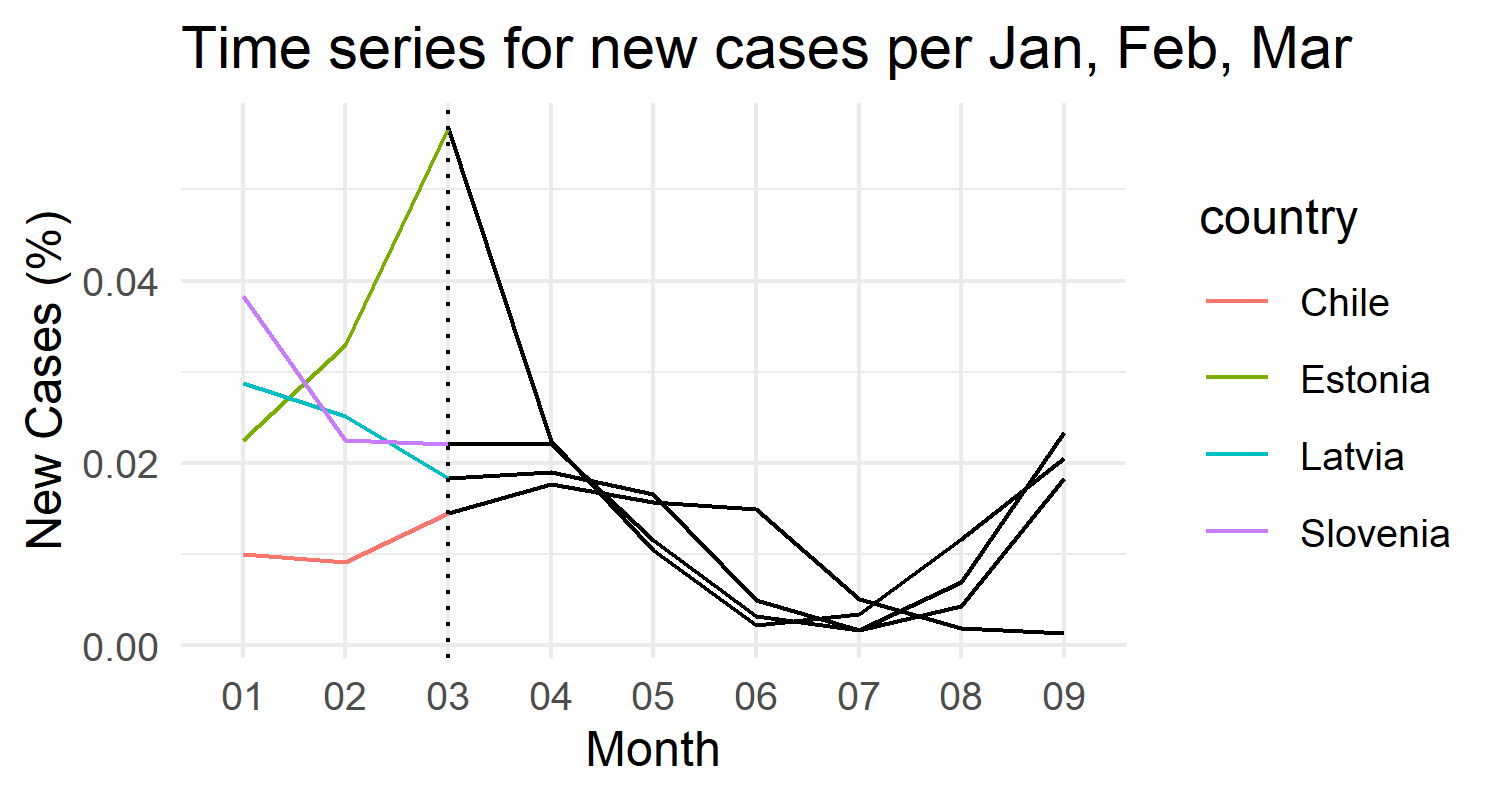 Time series for new cases per Jan, Feb, Mar
New Cases (%)
0.04
0.02
0.00
01 02 03 04 05 06 07 08 09
Month
country
Chile
Estonia
Latvia
Slovenia